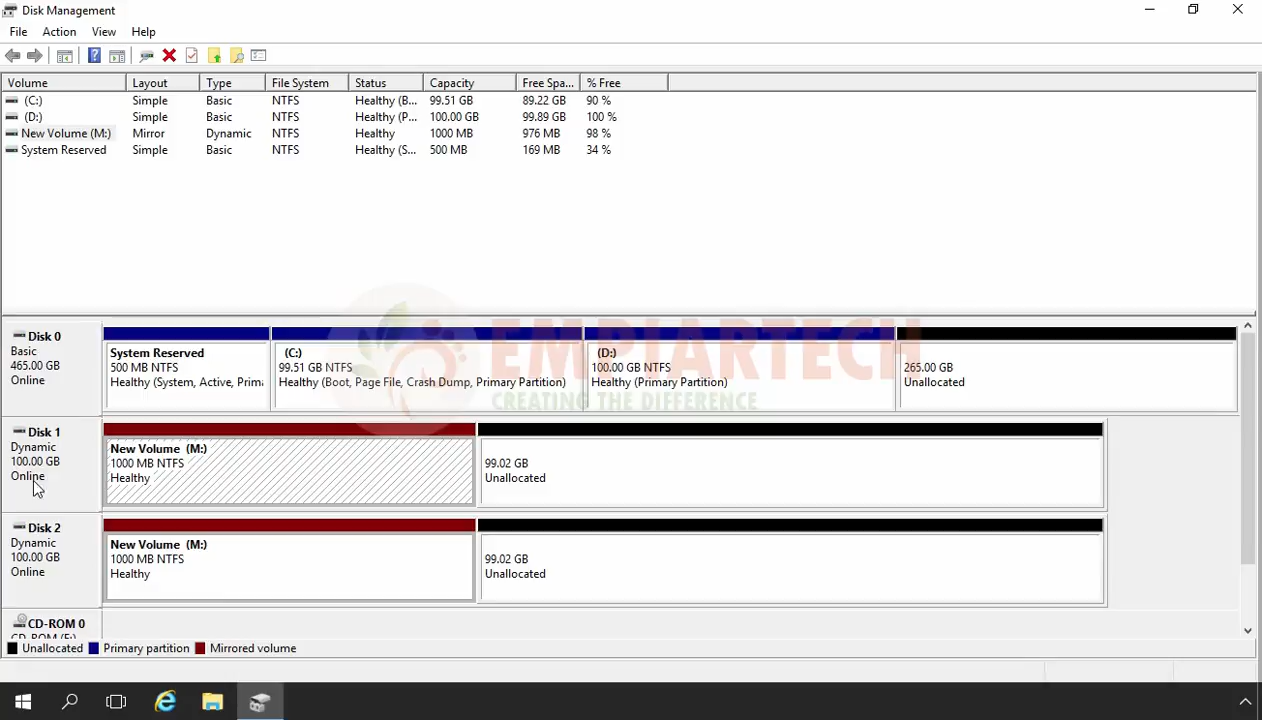 Disk Management
File Action View Help
Volume Layout Type File System Status Capacity Free Spa... % Free
(C:) Simple Basic NTFS Healthy (B... 99.51 GB 89.22 GB 90 %
(D:) Simple Basic NTFS Healthy (P... 100.00 GB 99.89 GB 100 %
New Volume (M:) Mirror Dynamic NTFS Healthy 1000 MB 976 MB 98 %
System Reserved Simple Basic NTFS Healthy (S... 500 MB 169 MB 34 %
EMPIARTECH
CREATING THE DIFFERENCE
Disk 0
Basic
465.00 GB
Online
System Reserved
500 MB NTFS
Healthy (System, Active, Prima
(C:)
99.51 GB NTFS
Healthy (Boot, Page File, Crash Dump, Primary Partition)
(D:)
100.00 GB NTFS
Healthy (Primary Partition)
265.00 GB
Unallocated
Disk 1
Dynamic
100.00 GB
Online
New Volume (M:)
1000 MB NTFS
Healthy
99.02 GB
Unallocated
Disk 2
Dynamic
100.00 GB
Online
New Volume (M:)
1000 MB NTFS
Healthy
99.02 GB
Unallocated
CD-ROM 0
CD-ROM (E:)
Unallocated Primary partition Mirrored volume